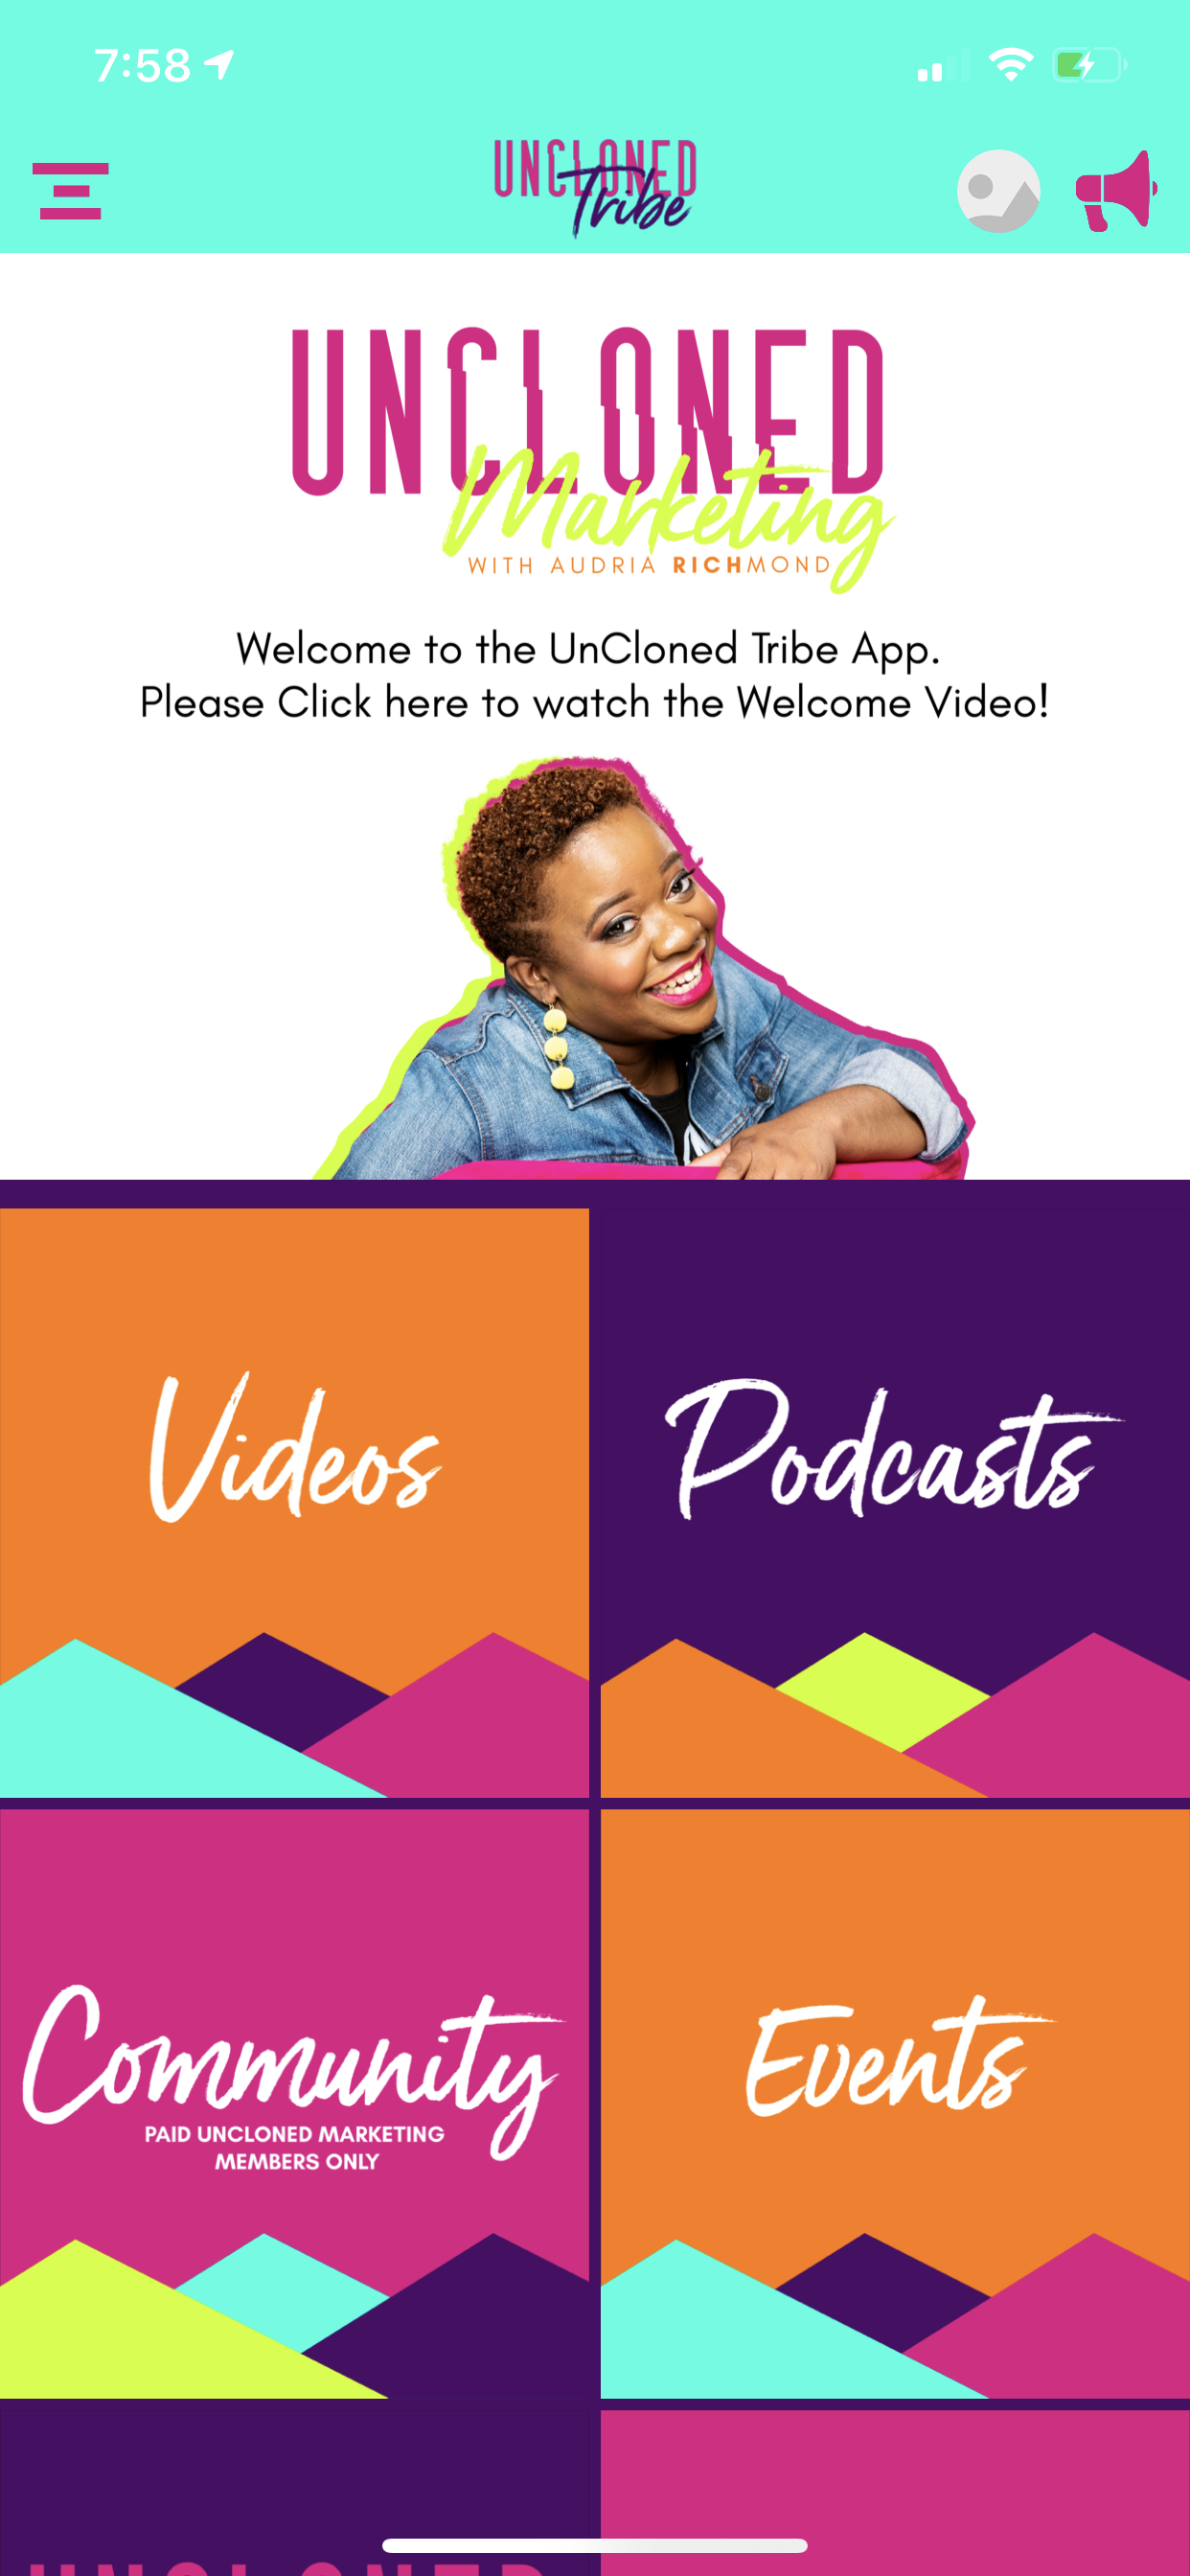 7:58
UNCLONED
Tribe
UNCLONED
Marketing
WITH AUDRIA RICHMOND
Welcome to the UnCloned Tribe App.
Please Click here to watch the Welcome Video!
Videos
Podcasts
Community
PAID UNCLONED MARKETING
MEMBERS ONLY
Events
UNCLONED